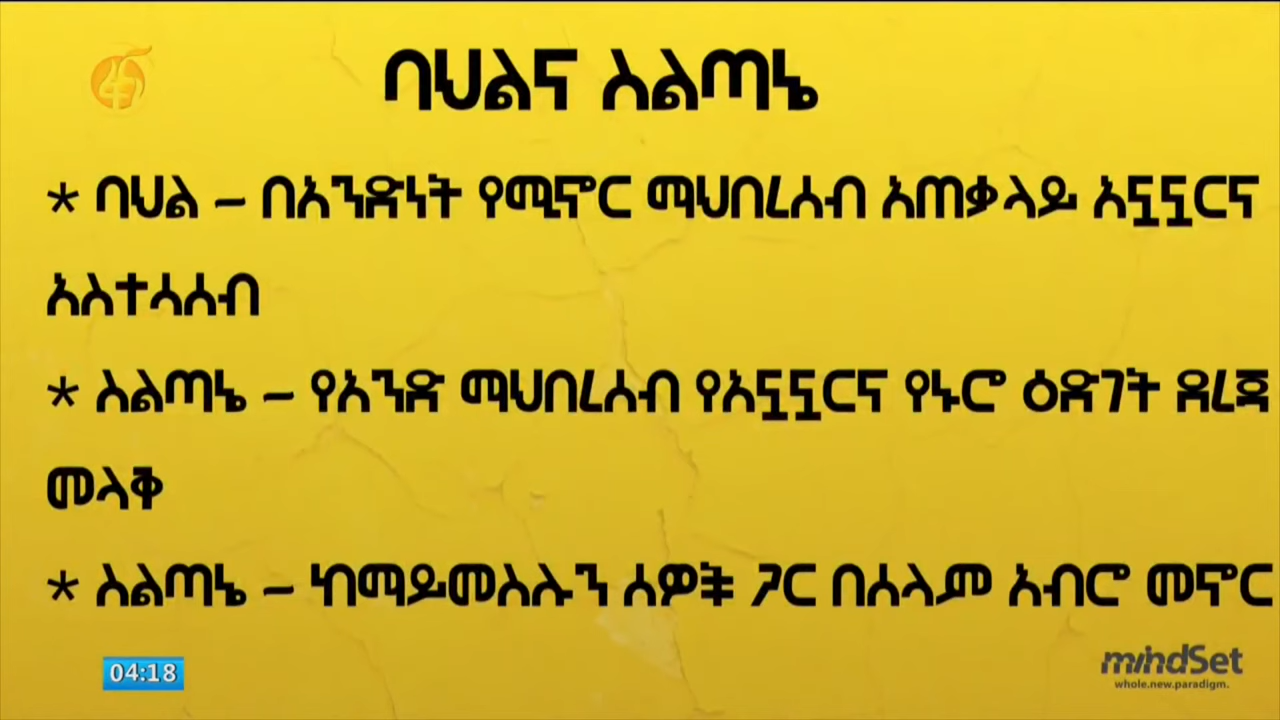 ባህልና ስልጣኔ
* ባህል – በአንድነት የሚኖር ማህበረሰብ አጠቃላይ አኗኗርና
አስተሳሰብ
* ስልጣኔ – የአንድ ማህበረሰብ የአኗኗርና የኑሮ ዕድገት ደረጃ
መላቅ
* ስልጣኔ – ከማይመስሉን ሰዎች ጋር በሰላም አብሮ መኖር
04:18
mindSet
whole.new.paradigm.